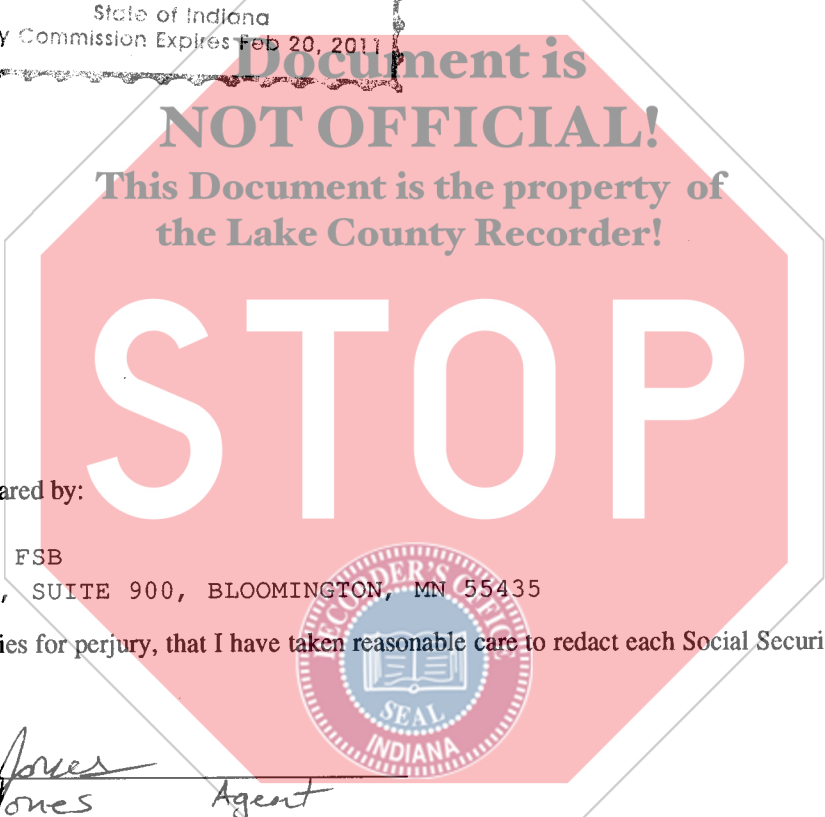 State of Indiana
y Commission Expires Feb 20, 2011
Document is
NOT OFFICIAL!
This Document is the property of
the Lake County Recorder!
STOP
ared by:
FSB
, SUITE 900, BLOOMINGTON, MN 55435
ies for perjury, that I have taken reasonable care to redact each Social Securi
RECORDER'S OFFICE
SEAL
INDIANA
Jones
Jones Agent